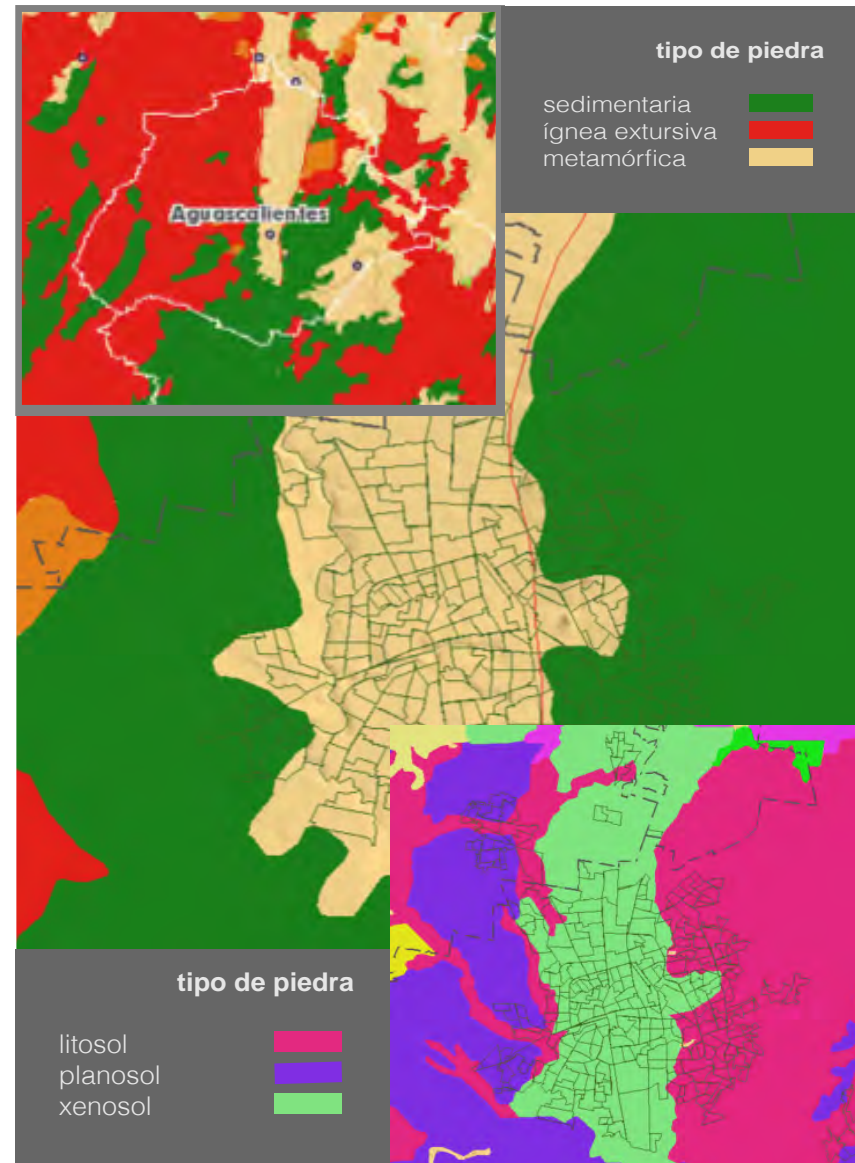 Aguascalientes
tipo de piedra
sedimentaria
ígnea extursiva
metamórfica
tipo de piedra
litosol
planosol
xenosol